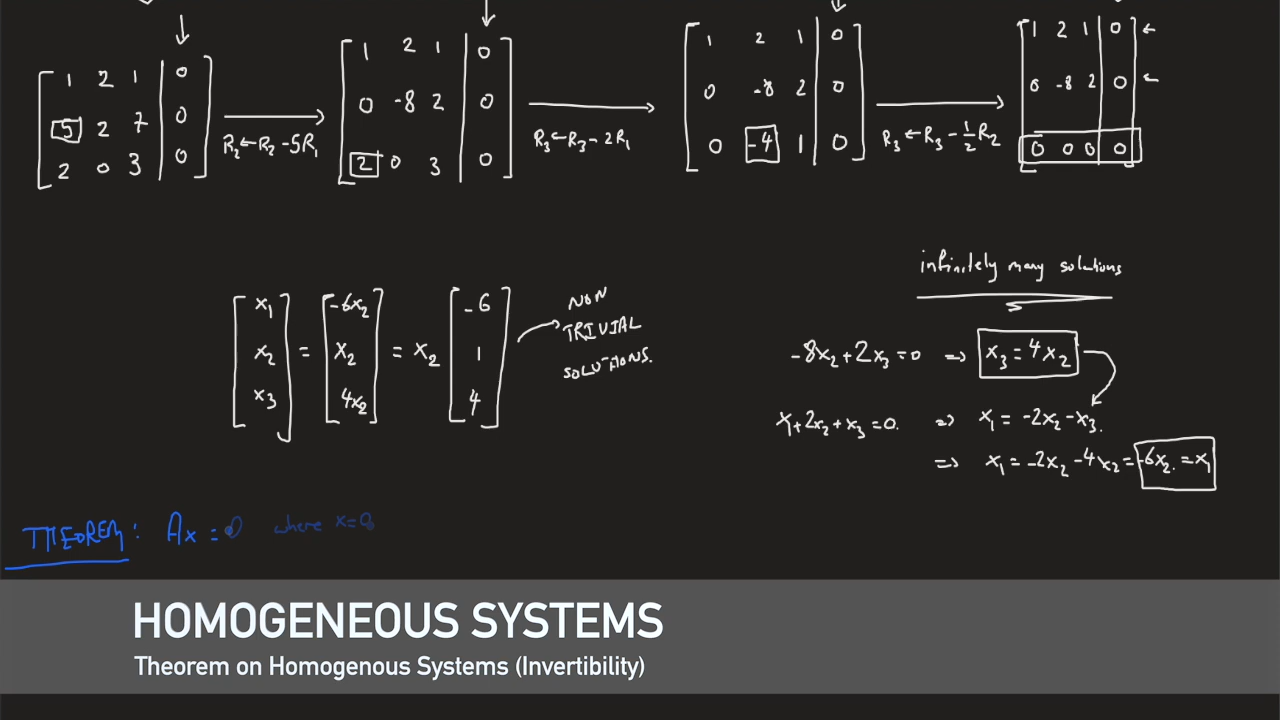 1 2 1 | 0
5 2 7 | 0
2 0 3 | 0
R₂ ← R₂ - 5R₁
1 2 1 | 0
0 -8 2 | 0
2 0 3 | 0
R₃ ← R₃ - 2R₁
1 2 1 | 0
0 -8 2 | 0
0 -4 1 | 0
R₃ ← R₃ - 1/2 R₂
1 2 1 | 0 ←
0 -8 2 | 0 ←
0 0 0 | 0
[x₁ x₂ x₃] = [-6x₂ x₂ 4x₂] = x₂ [-6 1 4]
NON
TRIVIAL
SOLUTIONS.
infinitely many solutions
-8x₂ + 2x₃ = 0 ⇒ x₃ = 4x₂
x₁ + 2x₂ + x₃ = 0. ⇒ x₁ = -2x₂ - x₃.
⇒ x₁ = -2x₂ - 4x₂ = -6x₂. = x₁
THEOREM: Ax = 0 where x=0
HOMOGENEOUS SYSTEMS
Theorem on Homogenous Systems (Invertibility)